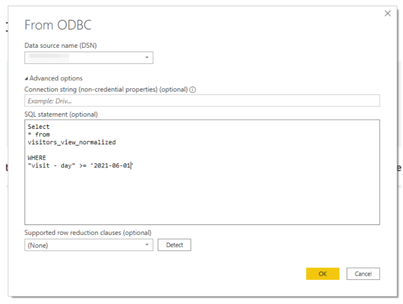 From ODBC
Data source name (DSN)
Advanced options
Connection string (non-credential properties) (optional)
Example: Driv...
SQL statement (optional)
Select
* from
visitors_view_normalized
WHERE
"visit - day" >= '2021-06-01'
Supported row reduction clauses (optional)
(None)
Detect
OK
Cancel